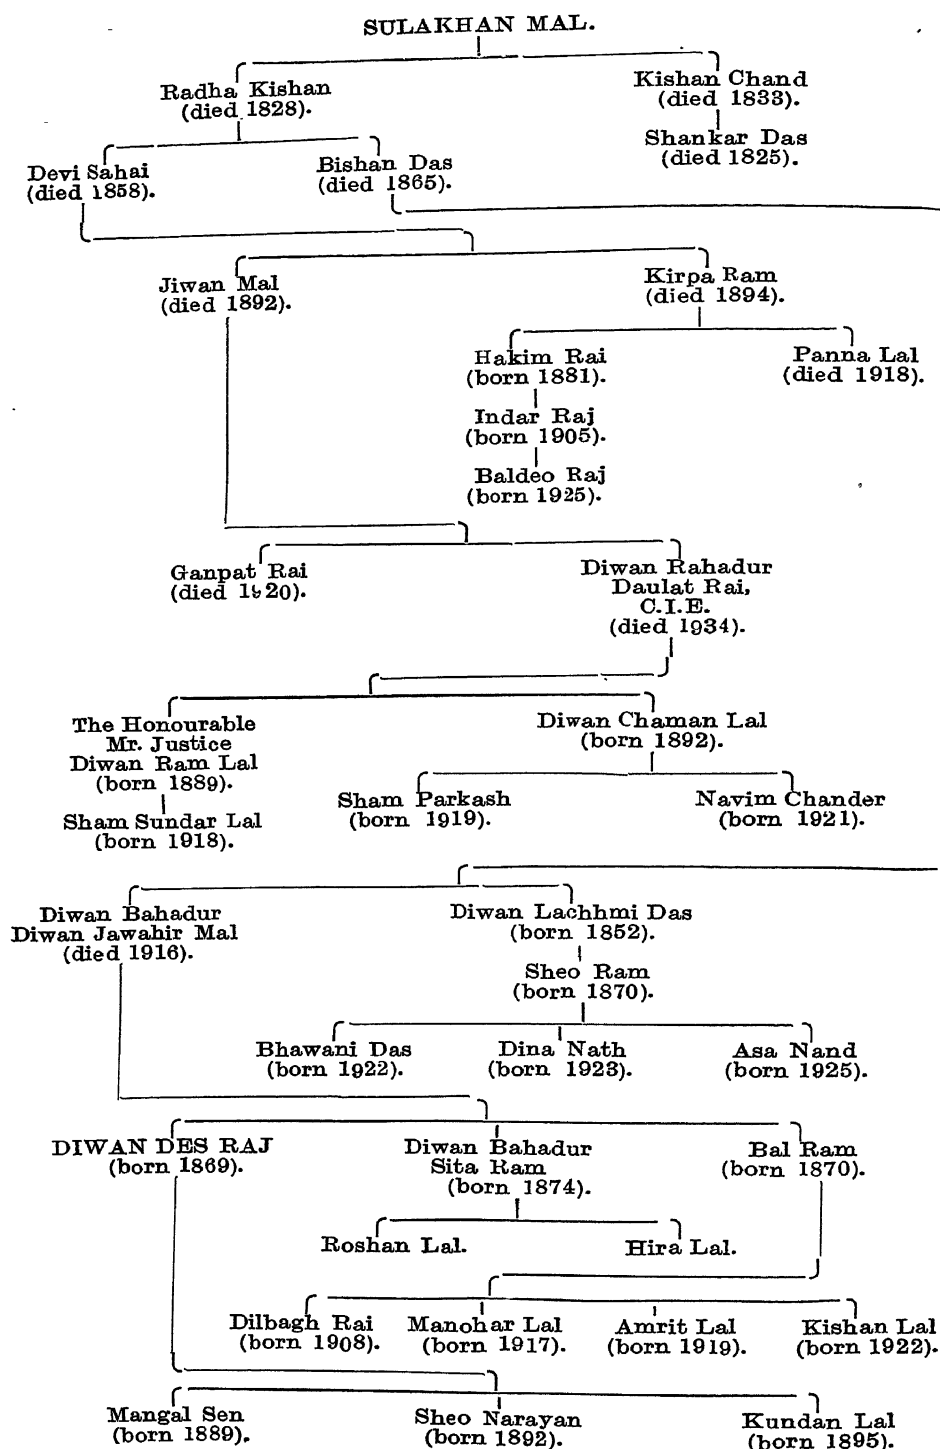 SULAKHAN MAL.
Radha Kishan
(died 1828).
Kishan Chand
(died 1833).
Shankar Das
(died 1825).
Devi Sahai
(died 1858).
Bishan Das
(died 1865).
Jiwan Mal
(died 1892).
Kirpa Ram
(died 1894).
Hakim Rai
(born 1881).
Panna Lal
(died 1918).
Indar Raj
(born 1905).
Baldeo Raj
(born 1925).
Ganpat Rai
(died 1920).
Diwan Rahadur
Daulat Rai,
C.I.E.
(died 1934).
The Honourable
Mr. Justice
Diwan Ram Lal
(born 1889).
Diwan Chaman Lal
(born 1892).
Sham Sundar Lal
(born 1918).
Sham Parkash
(born 1919).
Navim Chander
(born 1921).
Diwan Bahadur
Diwan Jawahir Mal
(died 1916).
Diwan Lachhmi Das
(born 1852).
Sheo Ram
(born 1870).
Bhawani Das
(born 1922).
Dina Nath
(born 1923).
Asa Nand
(born 1925).
DIWAN DES RAJ
(born 1869).
Diwan Bahadur
Sita Ram
(born 1874).
Bal Ram
(born 1870).
Roshan Lal.
Hira Lal.
Dilbagh Rai
(born 1908).
Manohar Lal
(born 1917).
Amrit Lal
(born 1919).
Kishan Lal
(born 1922).
Mangal Sen
(born 1889).
Sheo Narayan
(born 1892).
Kundan Lal
(born 1895).